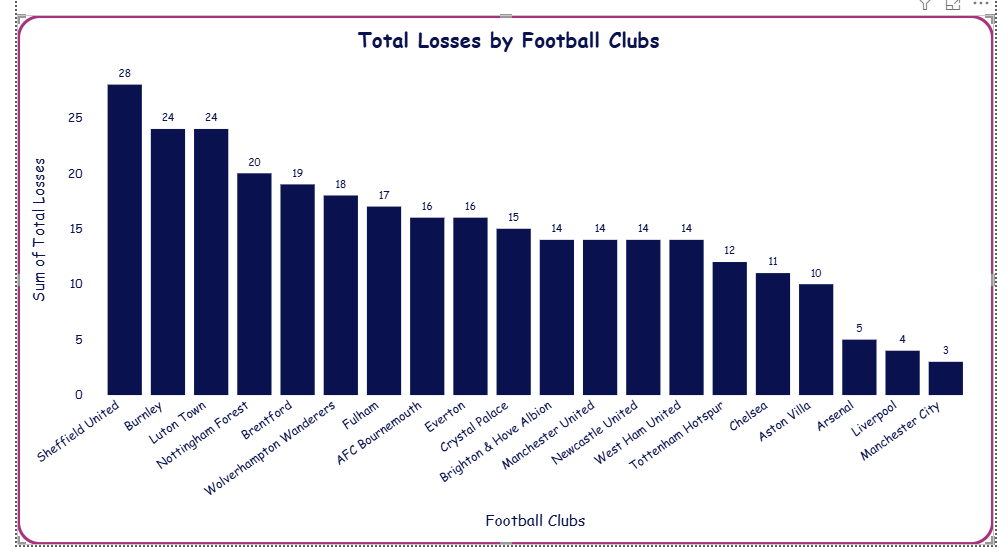 Total Losses by Football Clubs
Sum of Total Losses
25
20
15
10
5
0
28
24
24
20
19
18
17
16
16
15
14
14
14
14
12
11
10
5
4
3
Sheffield United
Burnley
Luton Town
Nottingham Forest
Brentford
Wolverhampton Wanderers
Fulham
AFC Bournemouth
Everton
Crystal Palace
Brighton & Hove Albion
Manchester United
Newcastle United
West Ham United
Tottenham Hotspur
Chelsea
Aston Villa
Arsenal
Liverpool
Manchester City
Football Clubs